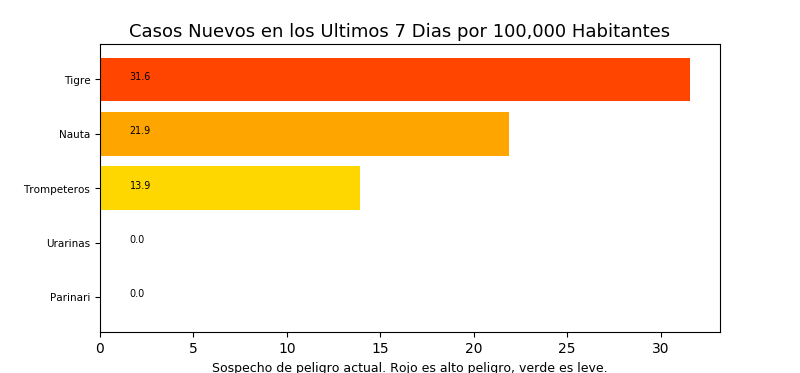 Casos Nuevos en los Ultimos 7 Dias por 100,000 Habitantes
Tigre 31.6
Nauta 21.9
Trompeteros 13.9
Urarinas 0.0
Parinari 0.0
0 5 10 15 20 25 30
Sospecho de peligro actual. Rojo es alto peligro, verde es leve.